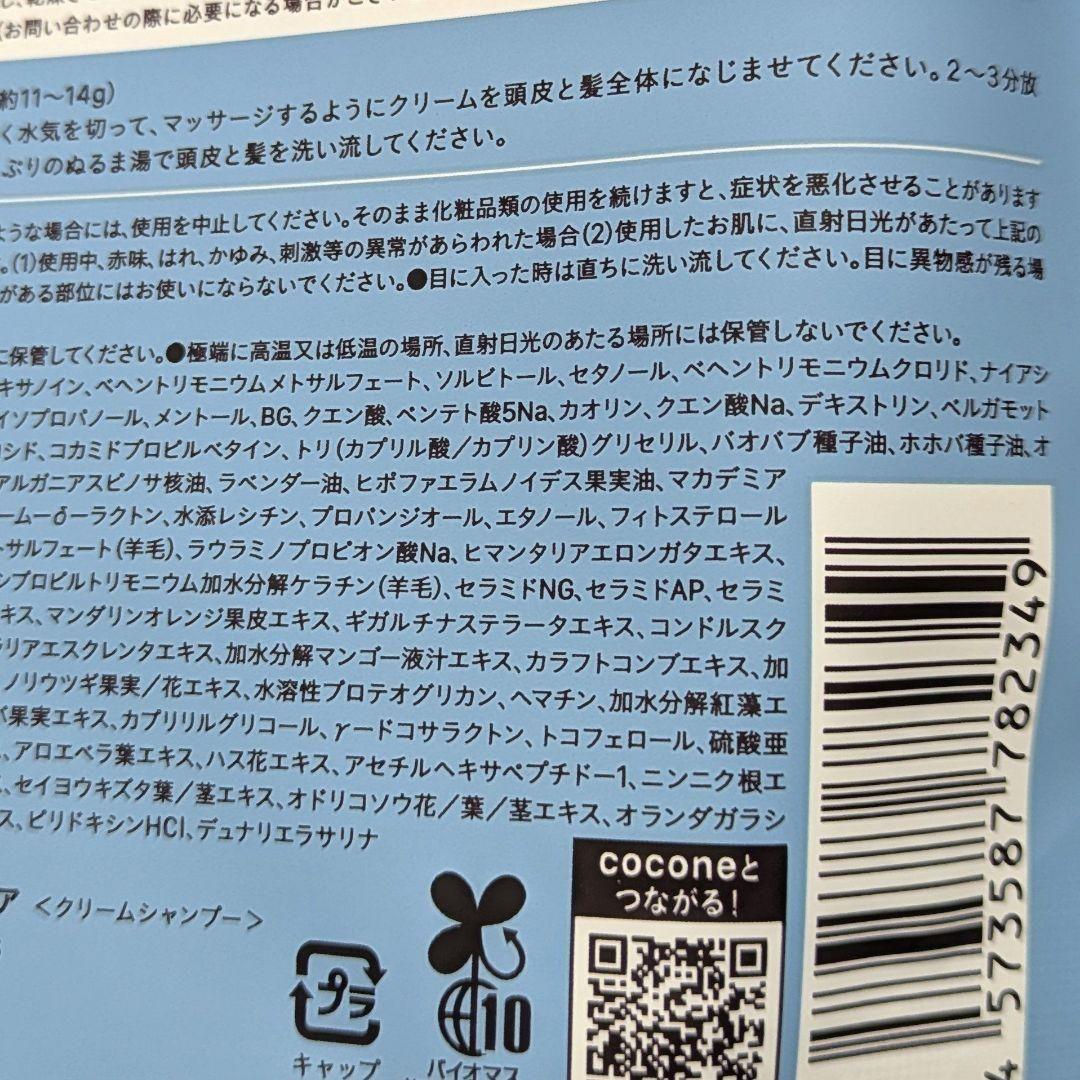 (お問い合わせの際に必要になる場合がござ
約11～14g)
く水気を切って、マッサージするようにクリームを頭皮と髪全体になじませてください。2～3分放
ぷりのぬるま湯で頭皮と髪を洗い流してください。
ような場合には、使用を中止してください。そのまま化粧品類の使用を続けますと、症状を悪化させることがあります
。(1)使用中、赤味、はれ、かゆみ、刺激等の異常があらわれた場合(2)使用したお肌に、直射日光があたって上記の
がある部位にはお使いにならないでください。●目に入った時は直ちに洗い流してください。目に異物感が残る場
に保管してください。●極端に高温又は低温の場所、直射日光のあたる場所には保管しないでください。
キサノイン、ベヘントリモニウムメトサルフェート、ソルビトール、セタノール、ベヘントリモニウムクロリド、ナイアシ
イソプロパノール、メントール、BG、クエン酸、ペンテト酸5Na、カオリン、クエン酸Na、デキストリン、ベルガモット
シド、コカミドプロピルベタイン、トリ(カプリル酸/カプリン酸)グリセリル、バオバブ種子油、ホホバ種子油、オ
アルガニアスピノサ核油、ラベンダー油、ヒポファエラムノイデス果実油、マカデミア
ームーδーラクトン、水添レシチン、プロパンジオール、エタノール、フィトステロール
トサルフェート(羊毛)、ラウラミノプロピオン酸Na、ヒマンタリアエロンガタエキス、
ンプロピルトリモニウム加水分解ケラチン(羊毛)、セラミドNG、セラミドAP、セラミ
キス、マンダリンオレンジ果皮エキス、ギガルチナステラータエキス、コンドルスク
リアエスクレンタエキス、加水分解マンゴー液汁エキス、カラフトコンブエキス、加
ノリウツギ果実/花エキス、水溶性プロテオグリカン、ヘマチン、加水分解紅藻エ
果実エキス、カプリリルグリコール、γードコサラクトン、トコフェロール、硫酸亜
、アロエベラ葉エキス、ハス花エキス、アセチルヘキサペプチドー1、ニンニク根エ
、セイヨウキズタ葉/茎エキス、オドリコソウ花/葉/茎エキス、オランダガラシ
ス、ピリドキシンHCl、デュナリエラサリナ
ア <クリームシャンプー>
プラ
キャップ
10
バイオマス
coconeと
つながる!
573587 782349